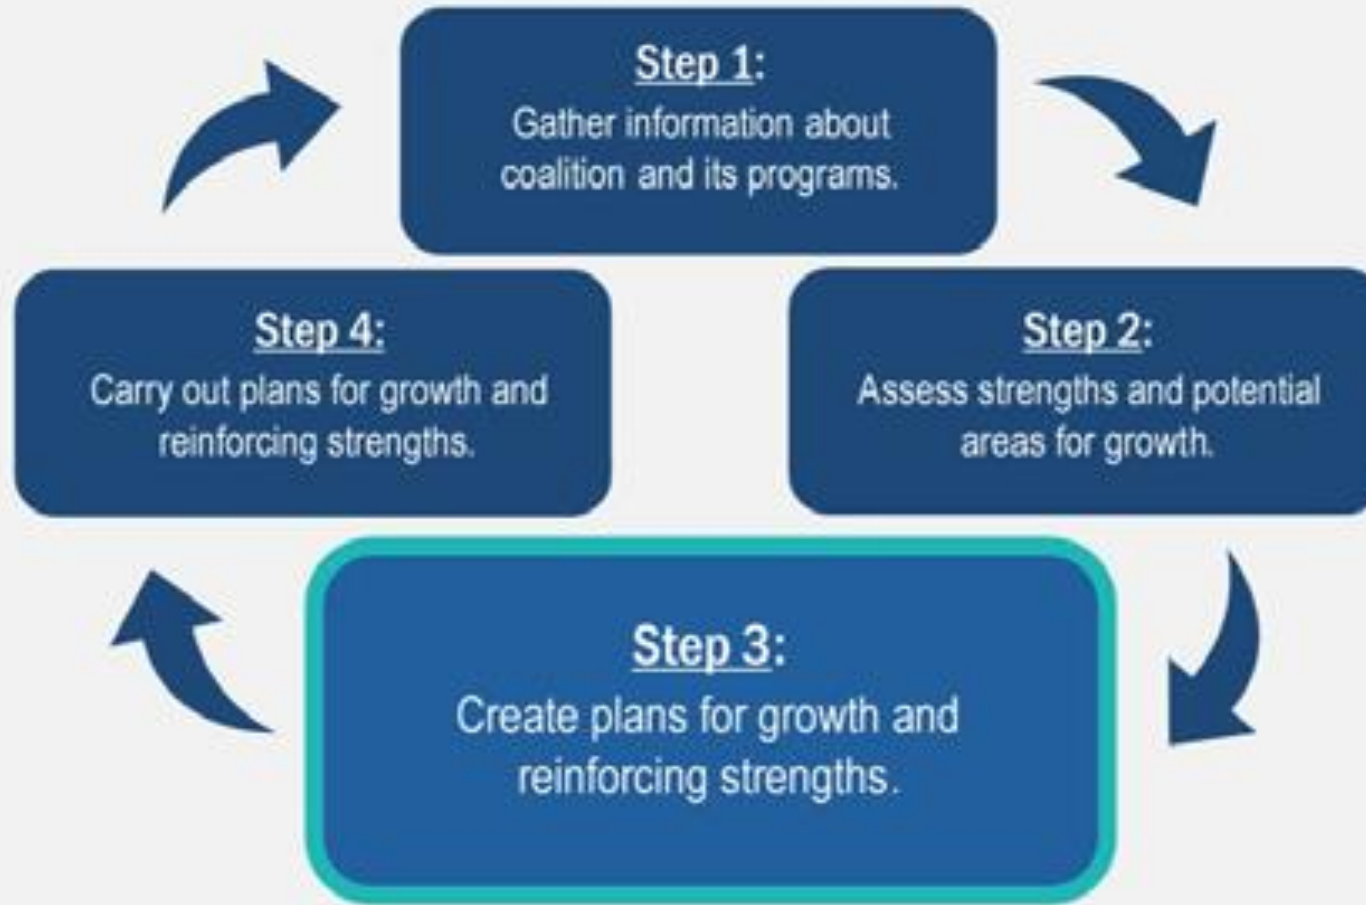 Step 1:
Gather information about
coalition and its programs.
Step 2:
Assess strengths and potential
areas for growth.
Step 3:
Create plans for growth and
reinforcing strengths.
Step 4:
Carry out plans for growth and
reinforcing strengths.